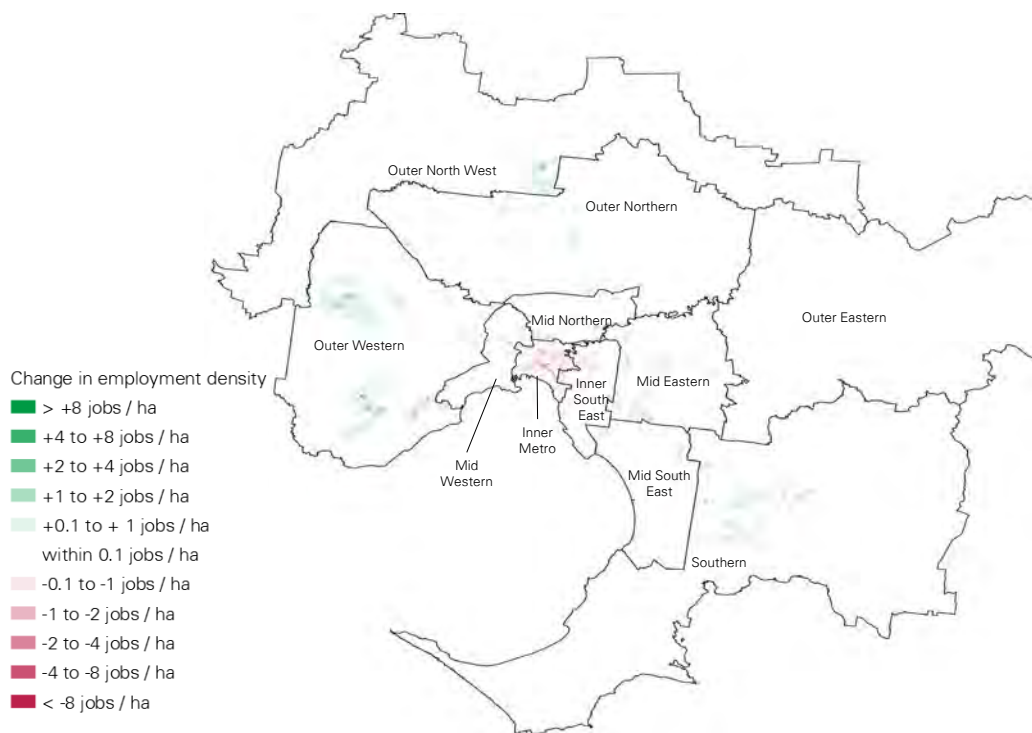 Outer North West
Outer Northern
Mid Northern
Outer Eastern
Outer Western
Mid Eastern
Inner
South
East
Inner
Metro
Mid
Western
Mid South
East
Southern
Change in employment density
> +8 jobs / ha
+4 to +8 jobs / ha
+2 to +4 jobs / ha
+1 to +2 jobs / ha
+0.1 to + 1 jobs / ha
within 0.1 jobs / ha
-0.1 to -1 jobs / ha
-1 to -2 jobs / ha
-2 to -4 jobs / ha
-4 to -8 jobs / ha
< -8 jobs / ha